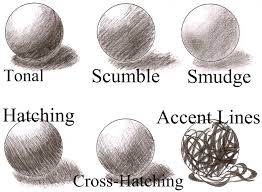 Tonal
Scumble
Smudge
Hatching
Cross-Hatching
Accent Lines